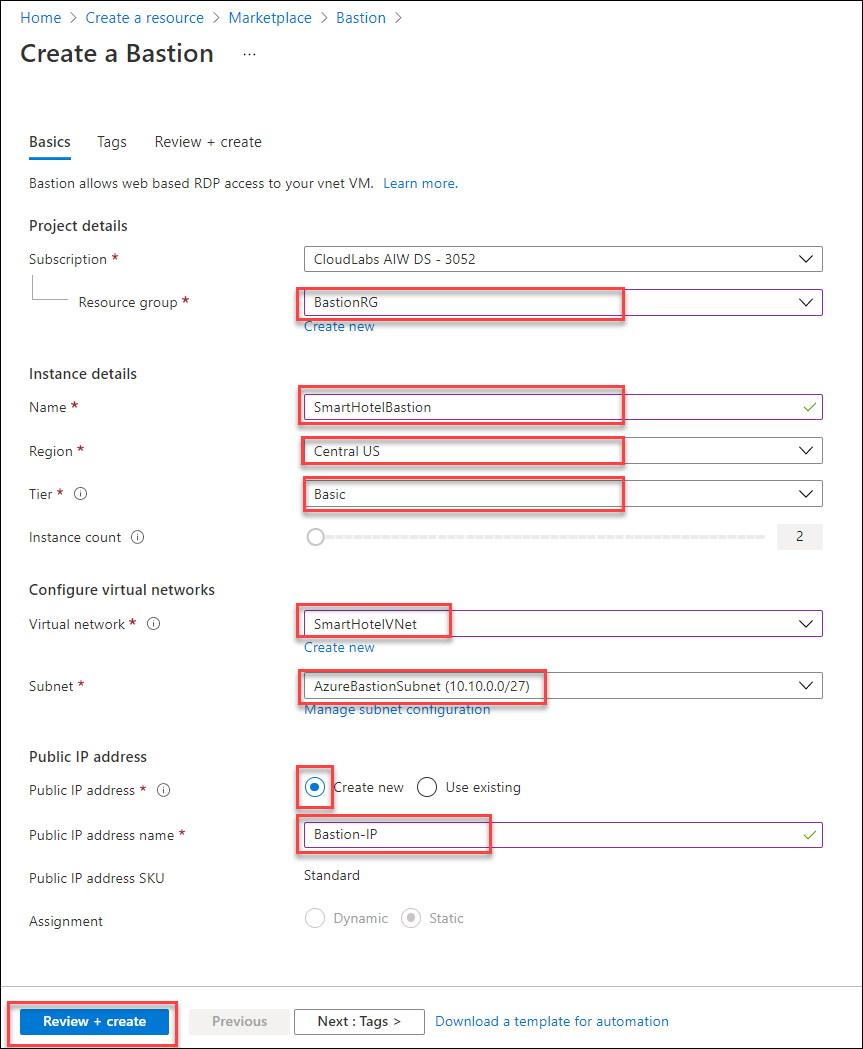 Home > Create a resource > Marketplace > Bastion >
Create a Bastion ...
Basics Tags Review + create
Bastion allows web based RDP access to your vnet VM. Learn more.
Project details
Subscription * CloudLabs AIW DS - 3052
Resource group * BastionRG
Create new
Instance details
Name * SmartHotelBastion
Region * Central US
Tier * Basic
Instance count 2
Configure virtual networks
Virtual network * SmartHotelVNet
Create new
Subnet * AzureBastionSubnet (10.10.0.0/27)
Manage subnet configuration
Public IP address
Public IP address * Create new Use existing
Public IP address name * Bastion-IP
Public IP address SKU Standard
Assignment Dynamic Static
Review + create Previous Next : Tags > Download a template for automation